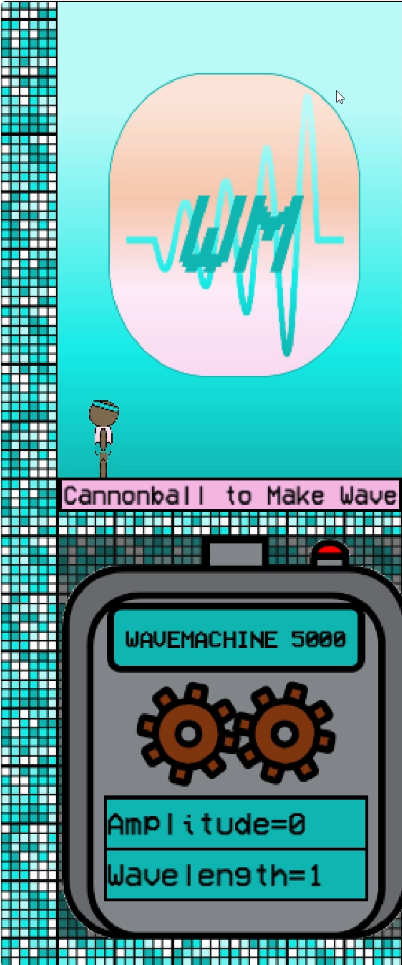 WM
Cannonball to Make Wave
WAVEMACHINE 5000
Amplitude=0
Wavelength=1